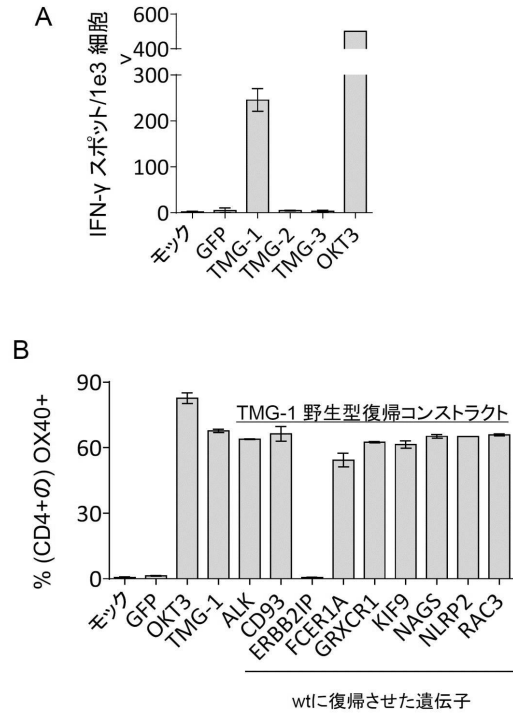 A
IFN-γ スポット/1e3 細胞
600
400
>
300
200
100
0
モック
GFP
TMG-1
TMG-2
TMG-3
OKT3
B
% (CD4+の) OX40+
90
60
30
0
TMG-1 野生型復帰コンストラクト
モック
GFP
OKT3
TMG-1
ALK
CD93
ERBB2IP
FCER1A
GRXCR1
KIF9
NAGS
NLRP2
RAC3
wtに復帰させた遺伝子